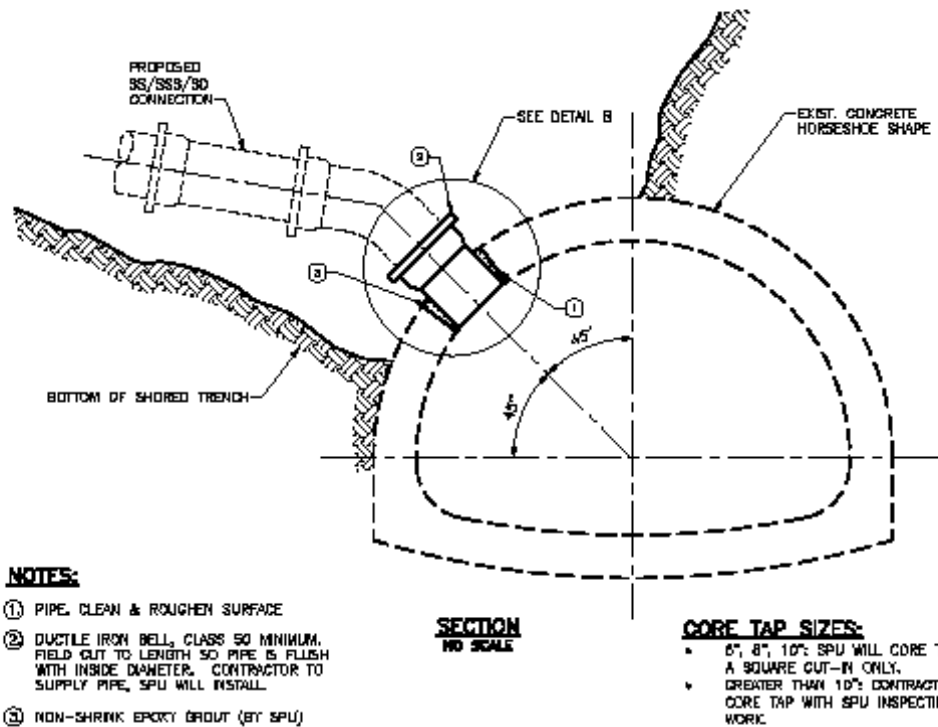 PROPOSED
SS/SSS/SD
CONNECTION
SEE DETAIL B
EXIST. CONCRETE
HORSESHOE SHAPE
2
3
1
45°
45°
BOTTOM OF SHORED TRENCH
NOTES:
1 PIPE, CLEAN & ROUGHEN SURFACE
2 DUCTILE IRON BELL, CLASS 50 MINIMUM.
FIELD CUT TO LENGTH SO PIPE IS FLUSH
WITH INSIDE DIAMETER. CONTRACTOR TO
SUPPLY PIPE, SPU WILL INSTALL
3 NON-SHRINK EPOXY GROUT (BY SPU)
SECTION
NO SCALE
CORE TAP SIZES:
• 6", 8", 10": SPU WILL CORE
A SQUARE CUT-IN ONLY.
• GREATER THAN 10":
CORE TAP WITH SPU
WORK.